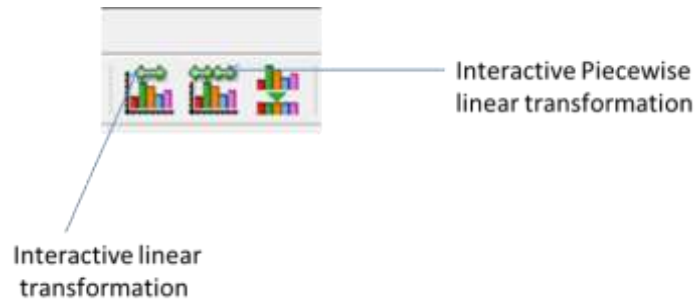 Interactive Piecewise
linear transformation
Interactive linear
transformation